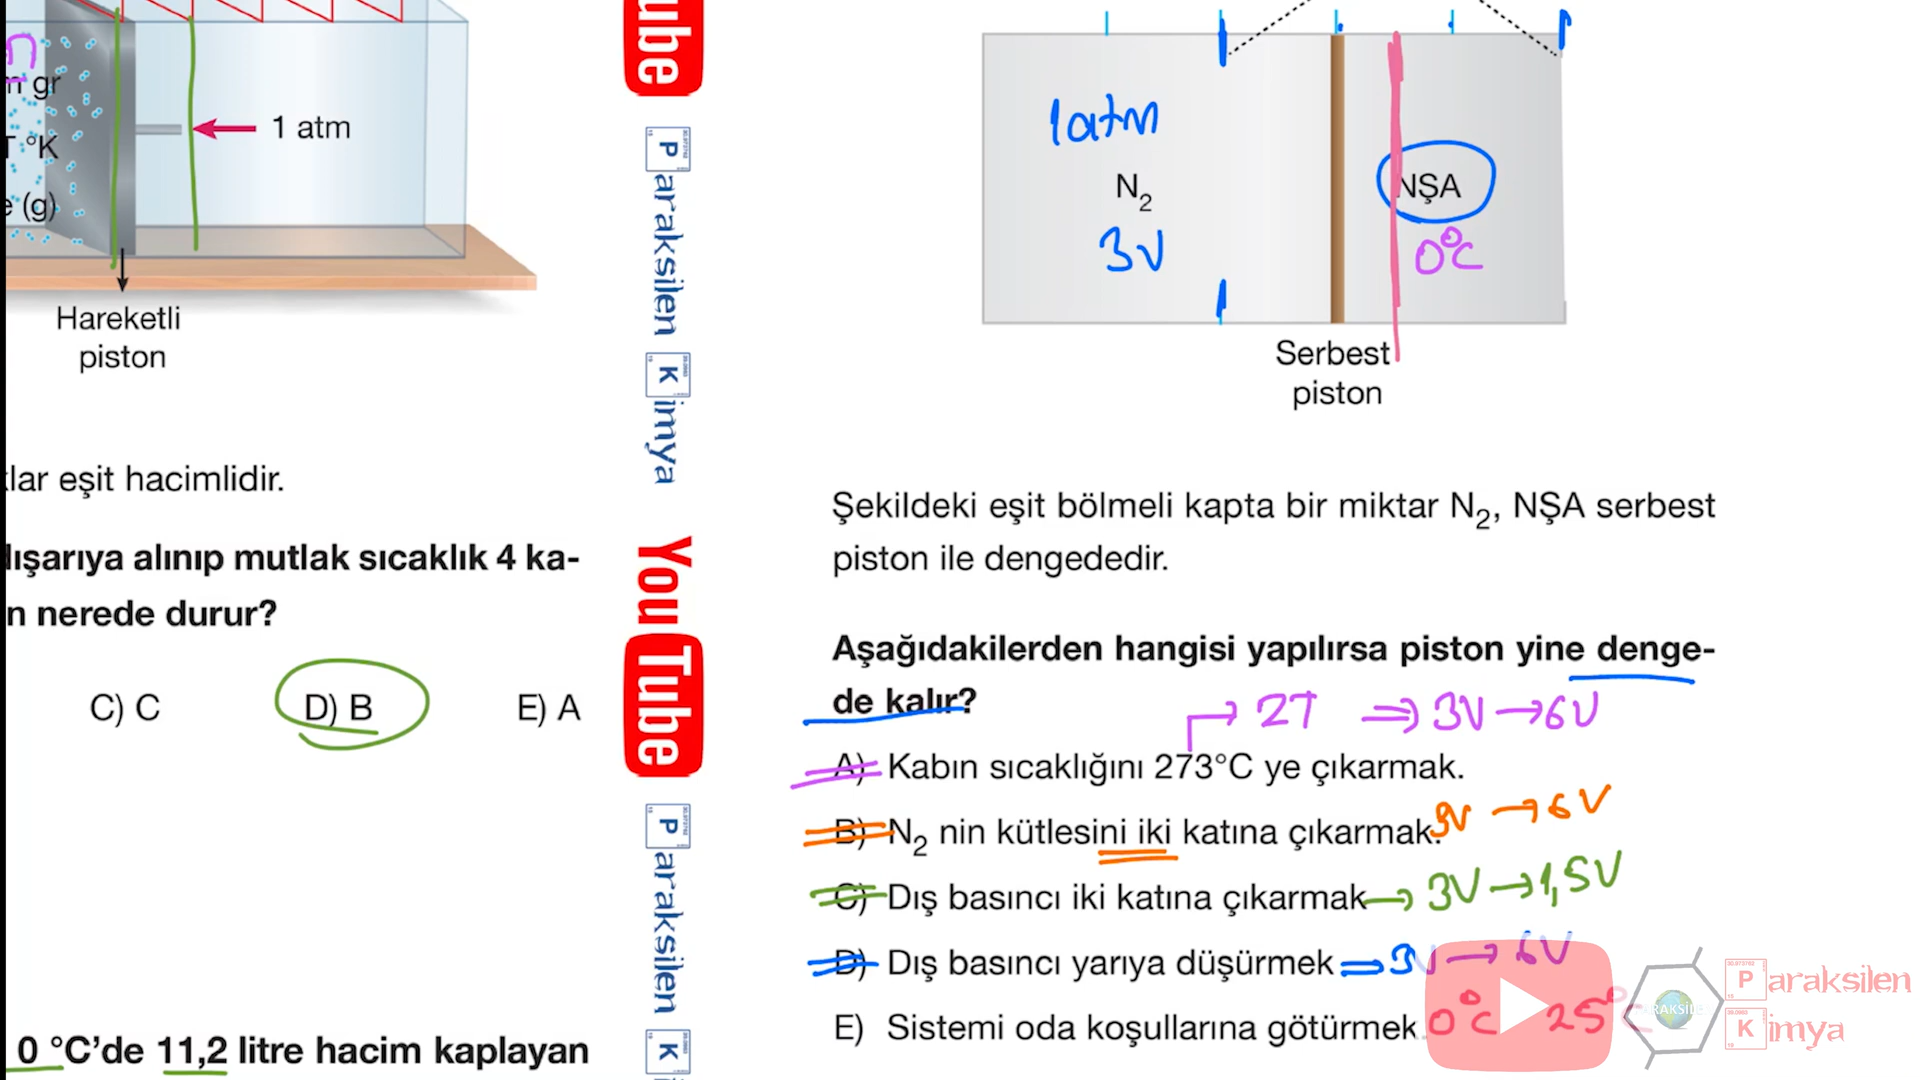 n
m gr
T °K
e (g)
1 atm
Hareketli
piston
klar eşit hacimlidir.
dışarıya alınıp mutlak sıcaklık 4 ka-
n nerede durur?
C) C
D) B
E) A
0 °C’de 11,2 litre hacim kaplayan
ube
Paraksilen Kimya
YouTube
Paraksilen K
1atm
N2
3V
NŞA
0°C
Serbest
piston
Şekildeki eşit bölmeli kapta bir miktar N2, NŞA serbest
piston ile dengededir.
Aşağıdakilerden hangisi yapılırsa piston yine denge-
de kalır?
→ 2T ⇒ 3V → 6V
A) Kabın sıcaklığını 273°C ye çıkarmak.
B) N2 nin kütlesini iki katına çıkarmak. 3V → 6V
C) Dış basıncı iki katına çıkarmak → 3V → 1,5V
D) Dış basıncı yarıya düşürmek ⇒ 3V → 6V
E) Sistemi oda koşullarına götürmek. 0°C 25°C
Paraksilen
Kimya